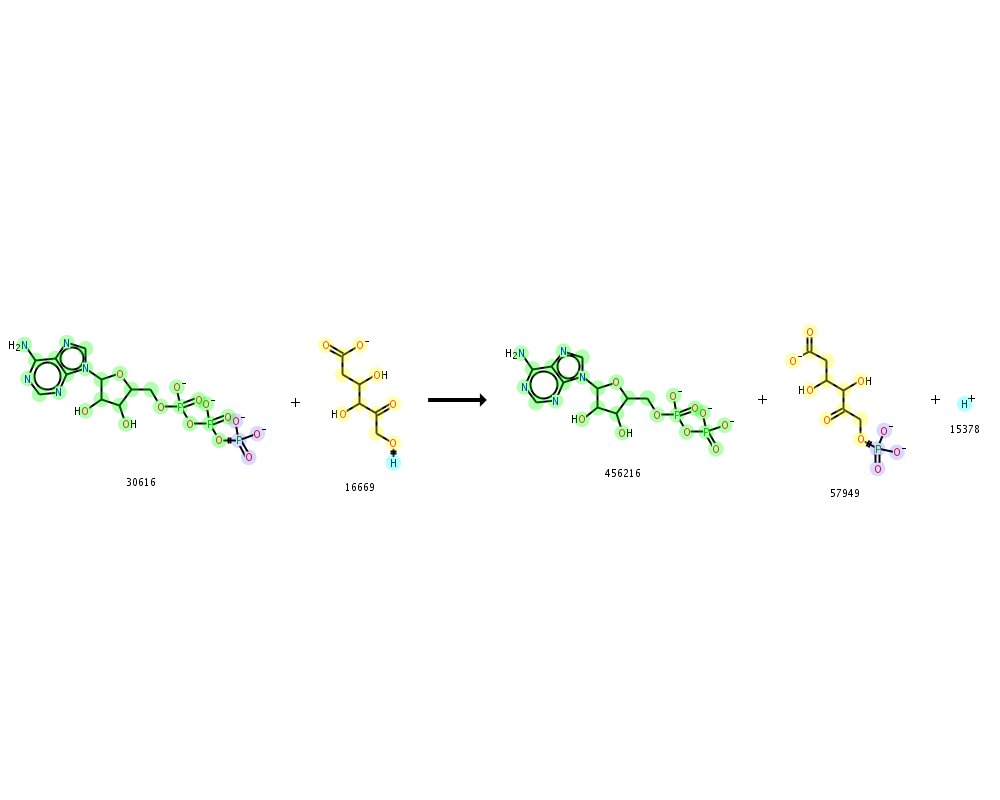 H2N N N N N O HO OH O P O⁻ O O P O⁻ O O P O⁻ O⁻ O
30616
+
O O⁻ OH HO O O H
16669
H2N N N N N O HO OH O P O⁻ O O P O⁻ O⁻ O
456216
+
O O⁻ HO OH O O P O⁻ O⁻ O
57949
+
H⁺
15378